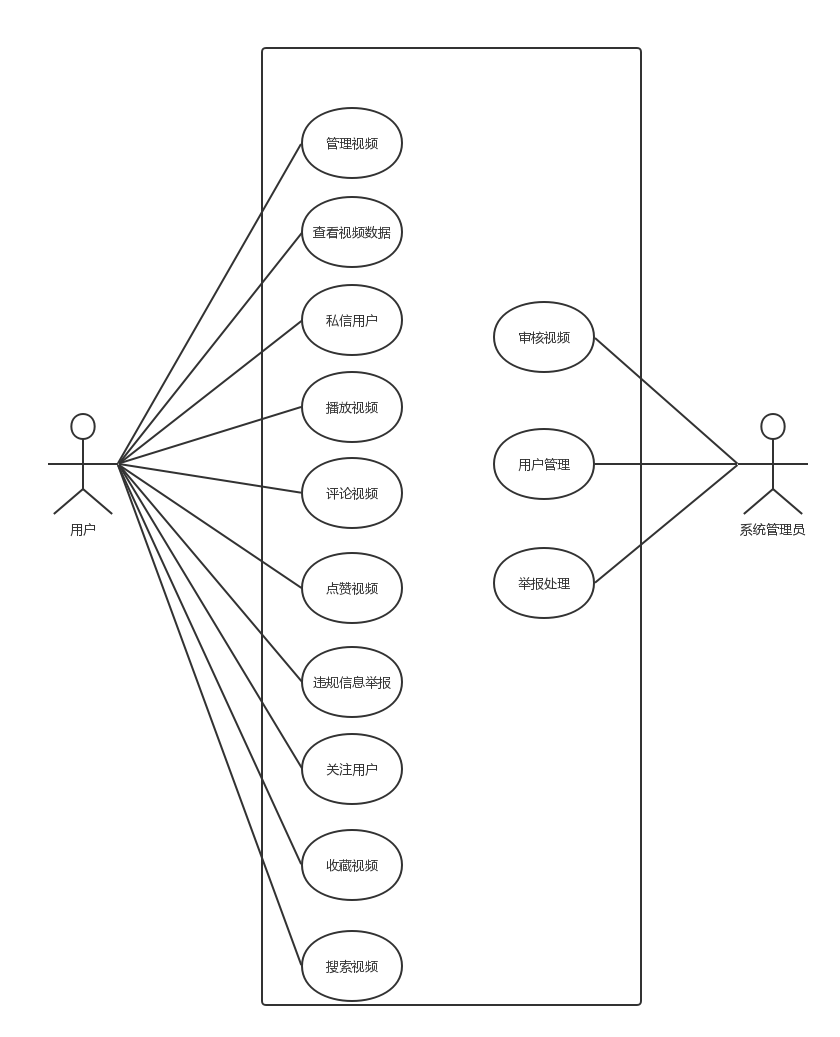 管理视频
查看视频数据
私信用户
审核视频
播放视频
用户管理
评论视频
用户
系统管理员
举报处理
点赞视频
违规信息举报
关注用户
收藏视频
搜索视频